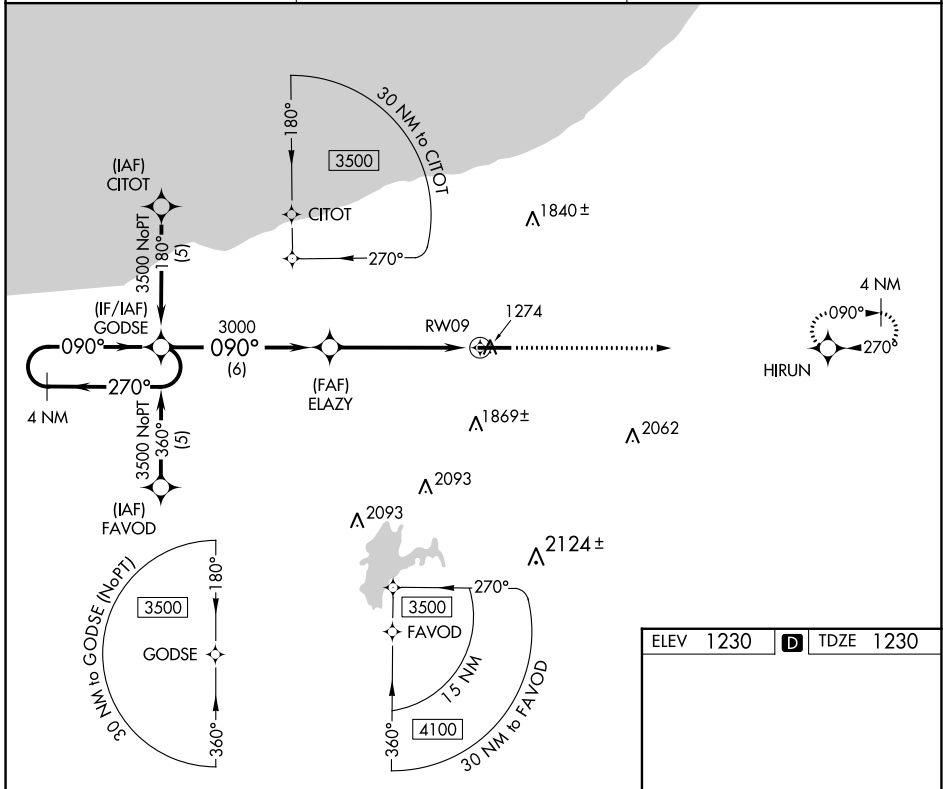 180°
30 NM to CITOT
3500
CITOT
270°
(IAF)
CITOT
3500 NoPT
180°
(5)
1840 ±
(IF/IAF)
GODSE
090°
3000
090°
(6)
270°
4 NM
(FAF)
ELAZY
RW09
1274
4 NM
090°
270°
HIRUN
3500 NoPT
360°
(5)
(IAF)
FAVOD
1869 ±
2062
2093
2093
2124 ±
30 NM to GODSE (NoPT)
180°
3500
GODSE
360°
270°
3500
FAVOD
15 NM
360°
4100
30 NM to FAVOD
ELEV 1230 D TDZE 1230